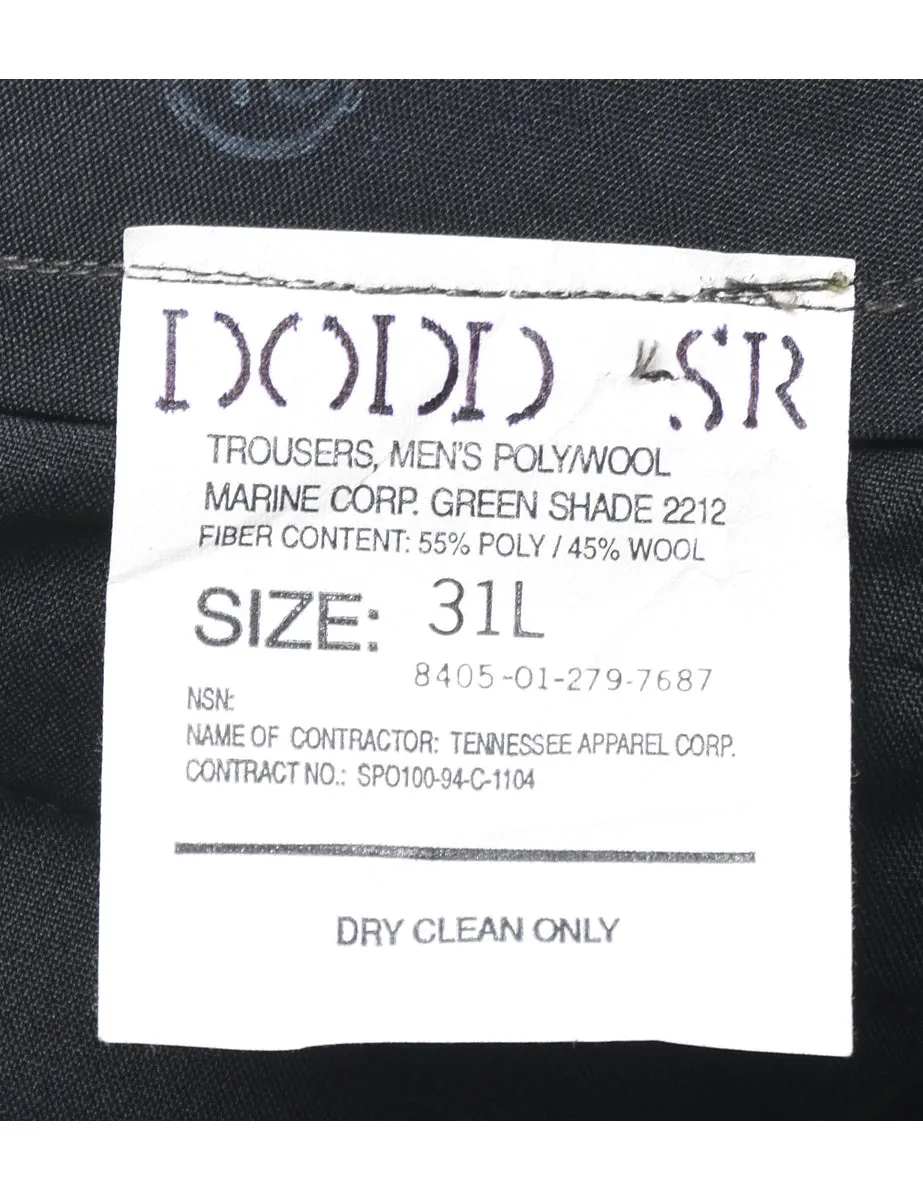 DODD SR
TROUSERS, MEN'S POLY/WOOL
MARINE CORP. GREEN SHADE 2212
FIBER CONTENT: 55% POLY / 45% WOOL
SIZE: 31L
8405-01-279-7687
NSN:
NAME OF CONTRACTOR: TENNESSEE APPAREL CORP.
CONTRACT NO.: SPO100-94-C-1104
DRY CLEAN ONLY